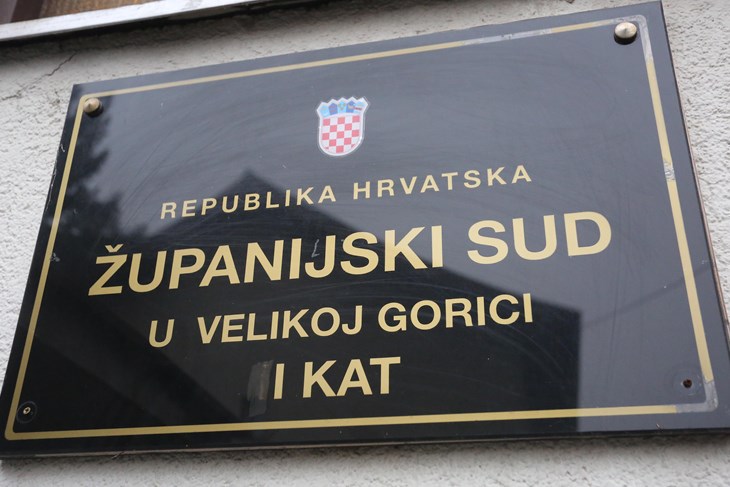 REPUBLIKA HRVATSKA
ŽUPANIJSKI SUD
U VELIKOJ GORICI
I KAT